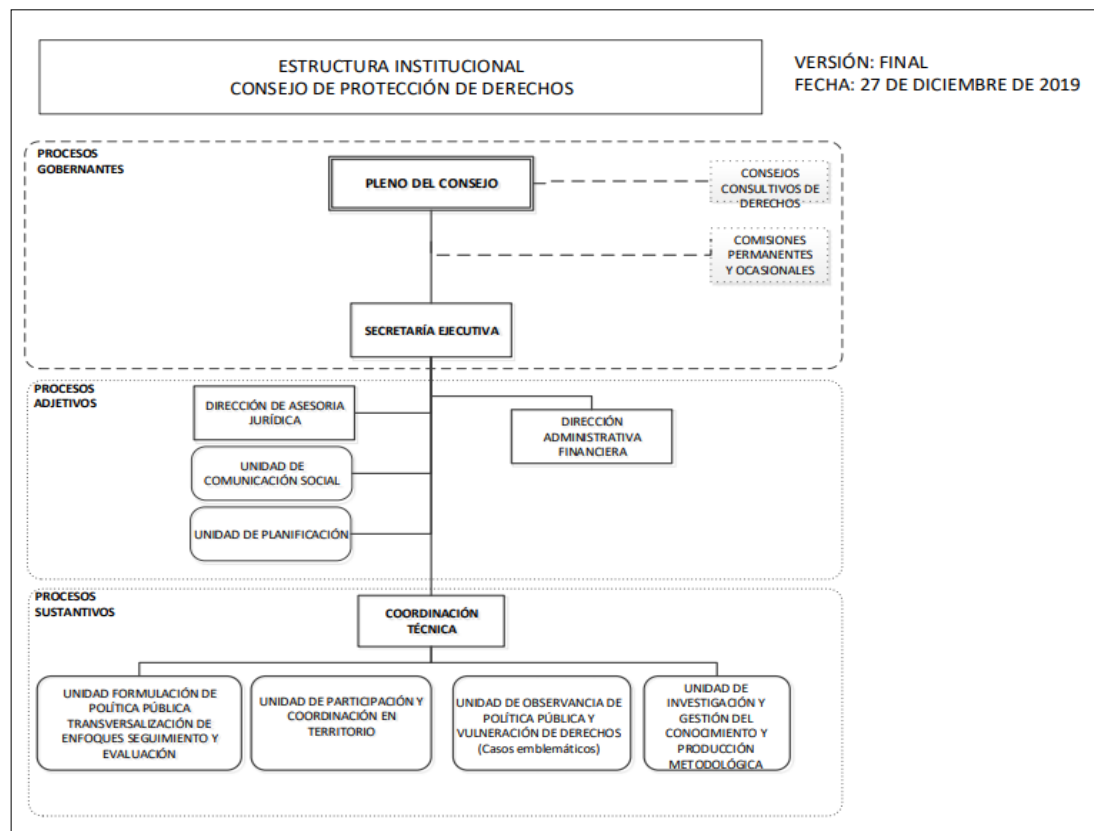 ESTRUCTURA INSTITUCIONAL
CONSEJO DE PROTECCIÓN DE DERECHOS
VERSIÓN: FINAL
FECHA: 27 DE DICIEMBRE DE 2019
PROCESOS
GOBERNANTES
PLENO DEL CONSEJO
CONSEJOS
CONSULTIVOS DE
DERECHOS
COMISIONES
PERMANENTES
Y OCASIONALES
SECRETARÍA EJECUTIVA
PROCESOS
ADJETIVOS
DIRECCIÓN DE ASESORIA
JURÍDICA
DIRECCIÓN
ADMINISTRATIVA
FINANCIERA
UNIDAD DE
COMUNICACIÓN SOCIAL
UNIDAD DE PLANIFICACIÓN
PROCESOS
SUSTANTIVOS
COORDINACIÓN
TÉCNICA
UNIDAD FORMULACIÓN DE
POLÍTICA PÚBLICA
TRANSVERSALIZACIÓN DE
ENFOQUES SEGUIMIENTO Y
EVALUACIÓN
UNIDAD DE PARTICIPACIÓN Y
COORDINACIÓN EN
TERRITORIO
UNIDAD DE OBSERVANCIA DE
POLÍTICA PÚBLICA Y
VULNERACIÓN DE DERECHOS
(Casos emblemáticos)
UNIDAD DE
INVESTIGACIÓN Y
GESTIÓN DEL
CONOCIMIENTO Y
PRODUCCIÓN
METODOLÓGICA